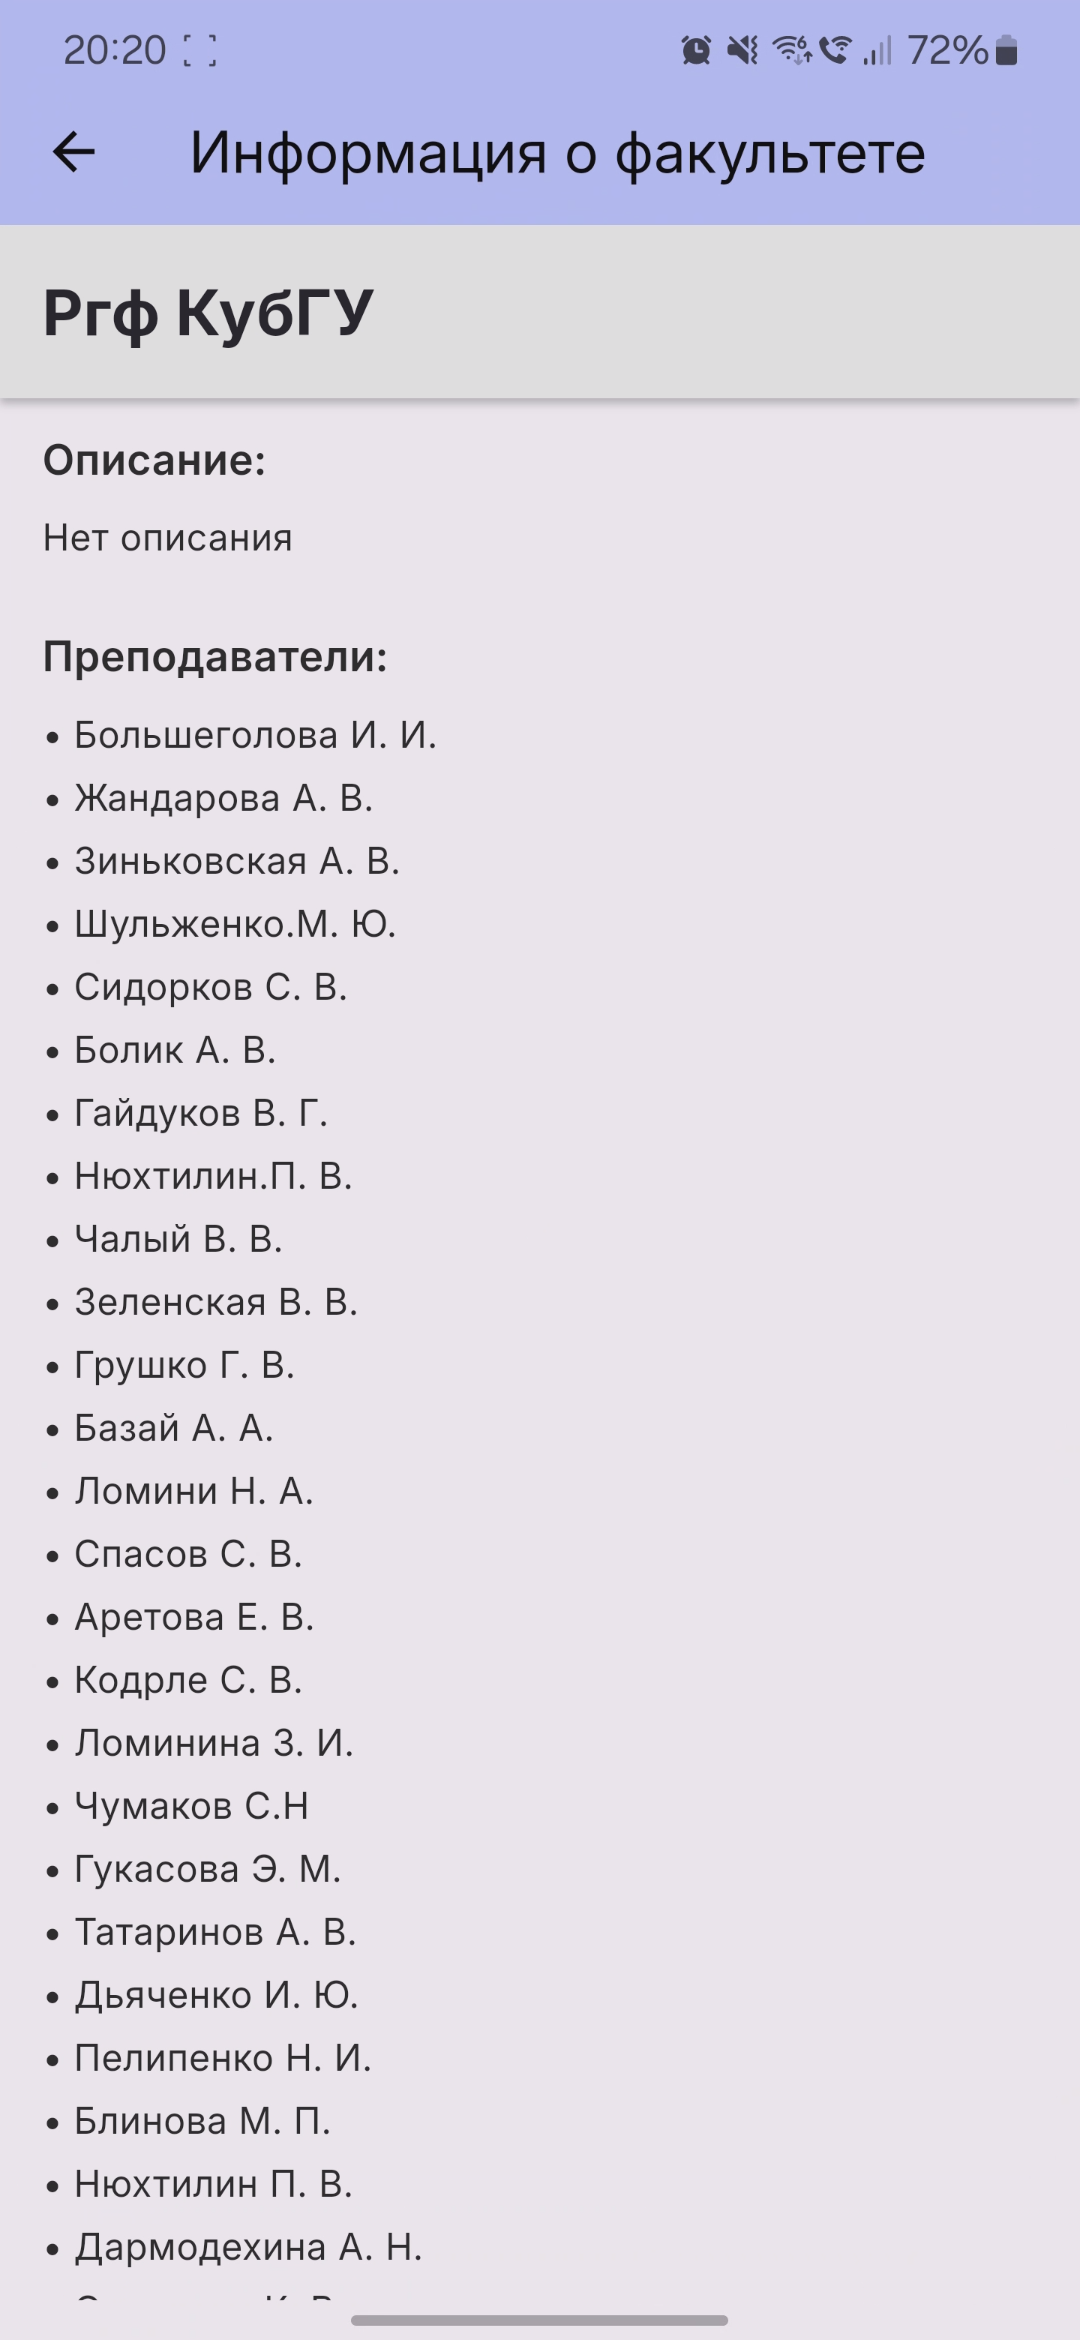 20:20 72%
Информация о факультете
Ргф КубГУ
Описание:
Нет описания
Преподаватели:
• Большеголова И. И.
• Жандарова А. В.
• Зиньковская А. В.
• Шульженко.М. Ю.
• Сидорков С. В.
• Болик А. В.
• Гайдуков В. Г.
• Нюхтилин.П. В.
• Чалый В. В.
• Зеленская В. В.
• Грушко Г. В.
• Базай А. А.
• Ломини Н. А.
• Спасов С. В.
• Аретова Е. В.
• Кодрле С. В.
• Ломинина З. И.
• Чумаков С.Н
• Гукасова Э. М.
• Татаринов А. В.
• Дьяченко И. Ю.
• Пелипенко Н. И.
• Блинова М. П.
• Нюхтилин П. В.
• Дармодехина А. Н.